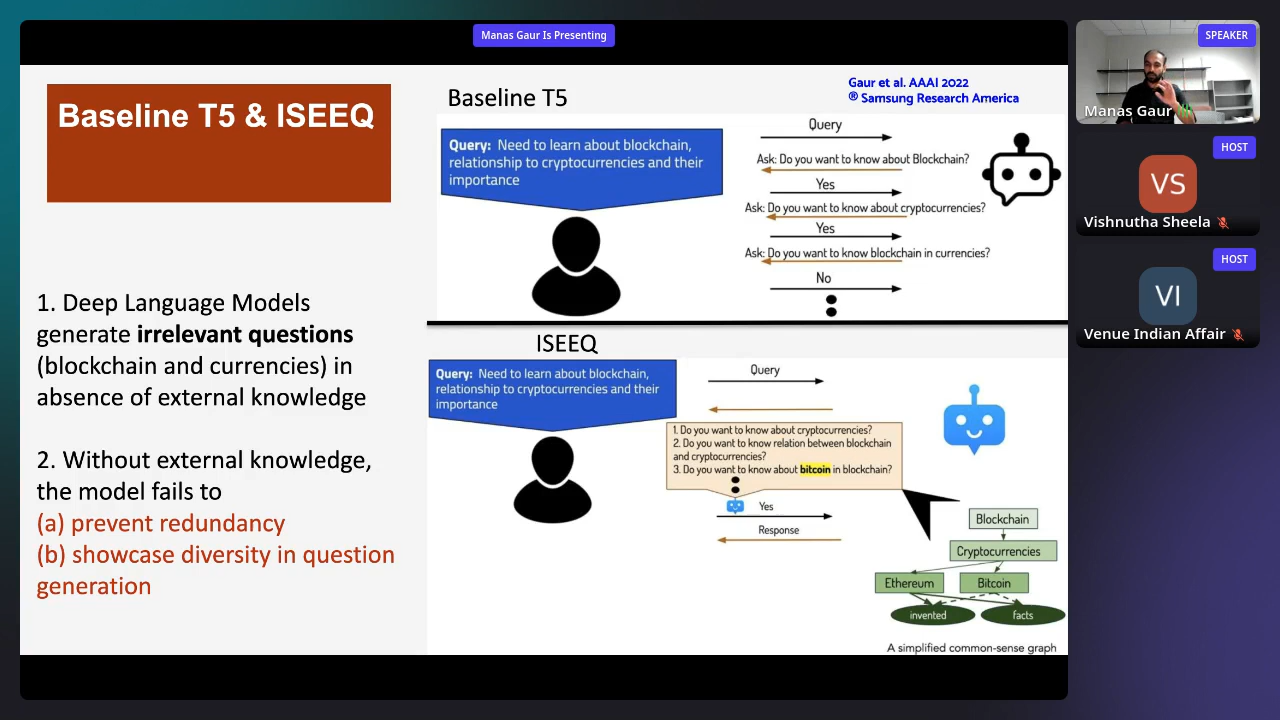 Manas Gaur Is Presenting
Baseline T5 & ISEEQ
1. Deep Language Models
generate irrelevant questions
(blockchain and currencies) in
absence of external knowledge
2. Without external knowledge,
the model fails to
(a) prevent redundancy
(b) showcase diversity in question
generation
Baseline T5
Gaur et al. AAAI 2022
® Samsung Research America
Query: Need to learn about blockchain,
relationship to cryptocurrencies and their
importance
Query
Ask: Do you want to know about Blockchain?
Yes
Ask: Do you want to know about cryptocurrencies?
Yes
Ask: Do you want to know blockchain in currencies?
No
ISEEQ
Query: Need to learn about blockchain,
relationship to cryptocurrencies and their
importance
Query
1. Do you want to know about cryptocurrencies?
2. Do you want to know relation between blockchain
and cryptocurrencies?
3. Do you want to know about bitcoin in blockchain?
Yes
Response
Blockchain
Cryptocurrencies
Ethereum
Bitcoin
invented
facts
A simplified common-sense graph
SPEAKER
Manas Gaur
HOST
VS
Vishnutha Sheela
HOST
VI
Venue Indian Affair